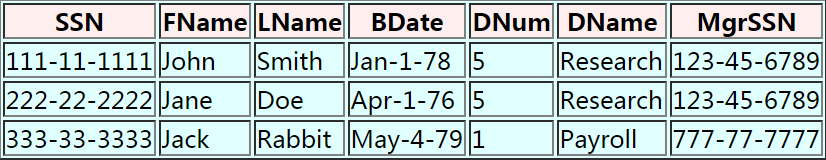 SSN FName LName BDate DNum DName MgrSSN
111-11-1111 John Smith Jan-1-78 5 Research 123-45-6789
222-22-2222 Jane Doe Apr-1-76 5 Research 123-45-6789
333-33-3333 Jack Rabbit May-4-79 1 Payroll 777-77-7777